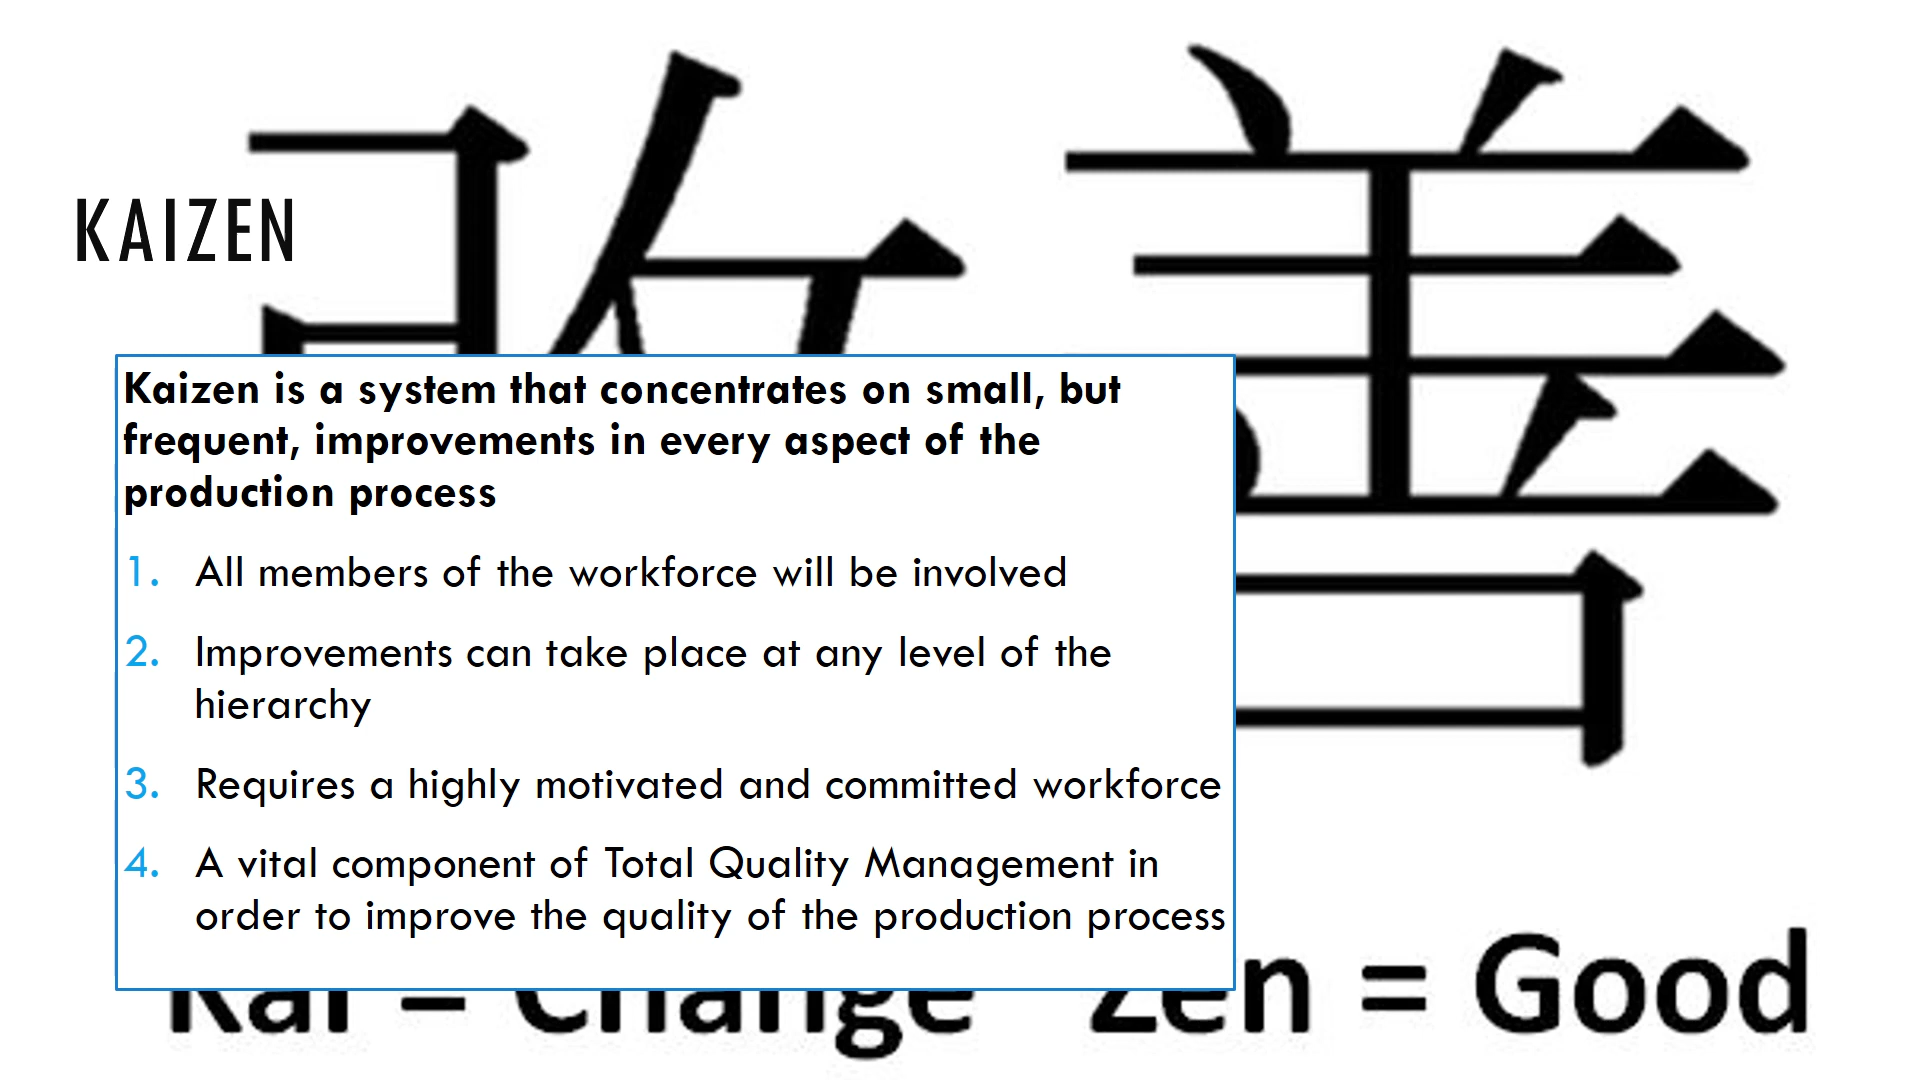 改善
KAIZEN
Kaizen is a system that concentrates on small, but
frequent, improvements in every aspect of the
production process
1. All members of the workforce will be involved
2. Improvements can take place at any level of the
hierarchy
3. Requires a highly motivated and committed workforce
4. A vital component of Total Quality Management in
order to improve the quality of the production process
Kai = Change Zen = Good